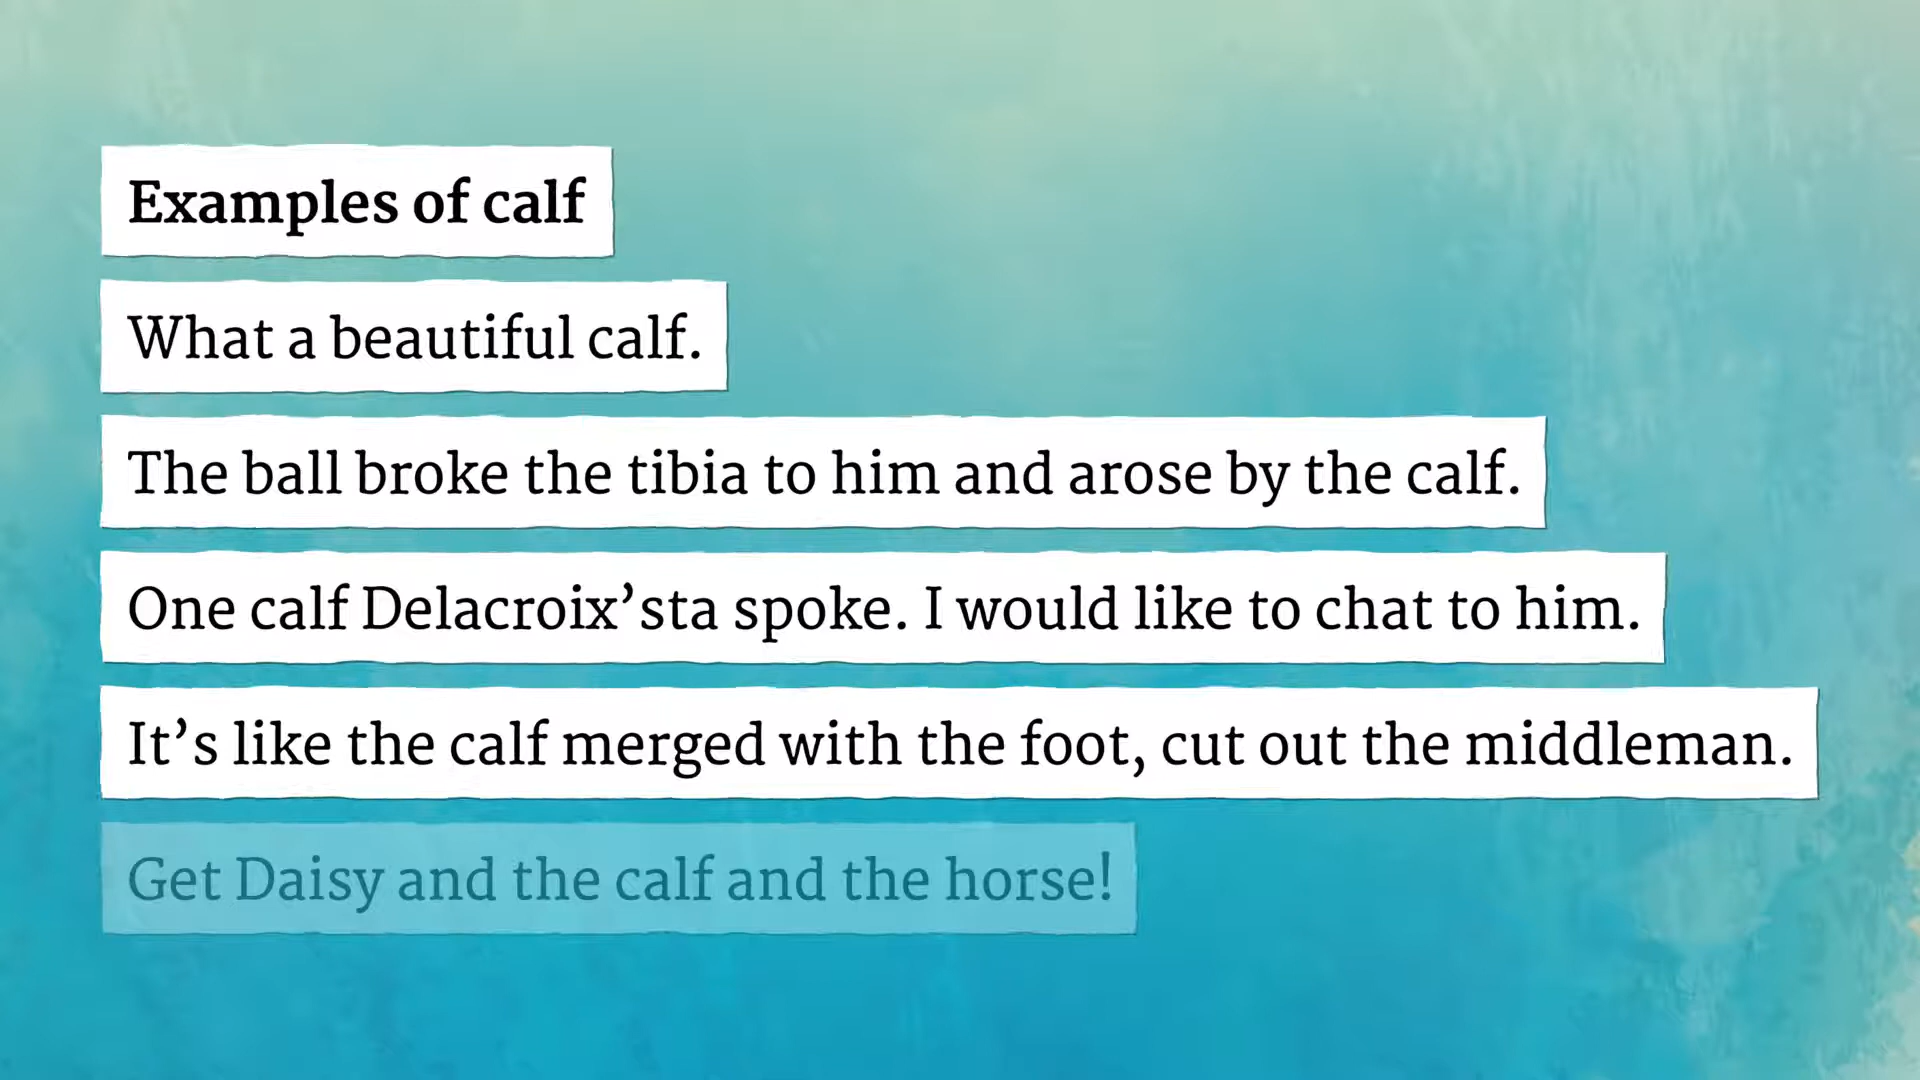 Examples of calf
What a beautiful calf.
The ball broke the tibia to him and arose by the calf.
One calf Delacroix’sta spoke. I would like to chat to him.
It’s like the calf merged with the foot, cut out the middleman.
Get Daisy and the calf and the horse!